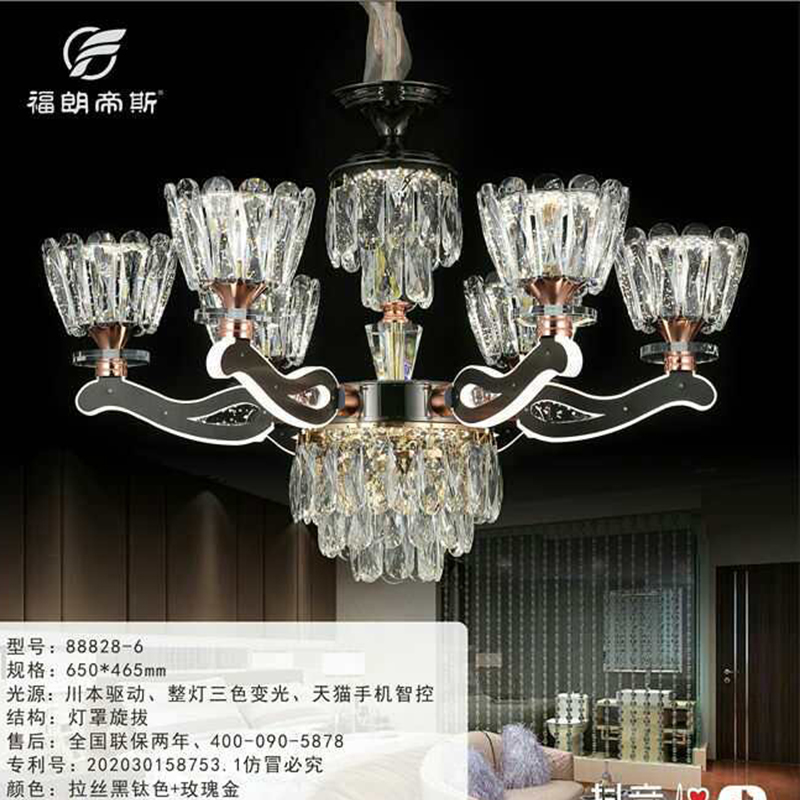 福朗帝斯®
型号：88828-6
规格：650*465mm
光源：川本驱动、整灯三色变光、天猫手机智控
结构：灯罩旋拔
售后：全国联保两年、400-090-5878
专利号：202030158753.1仿冒必究
颜色：拉丝黑钛色+玫瑰金